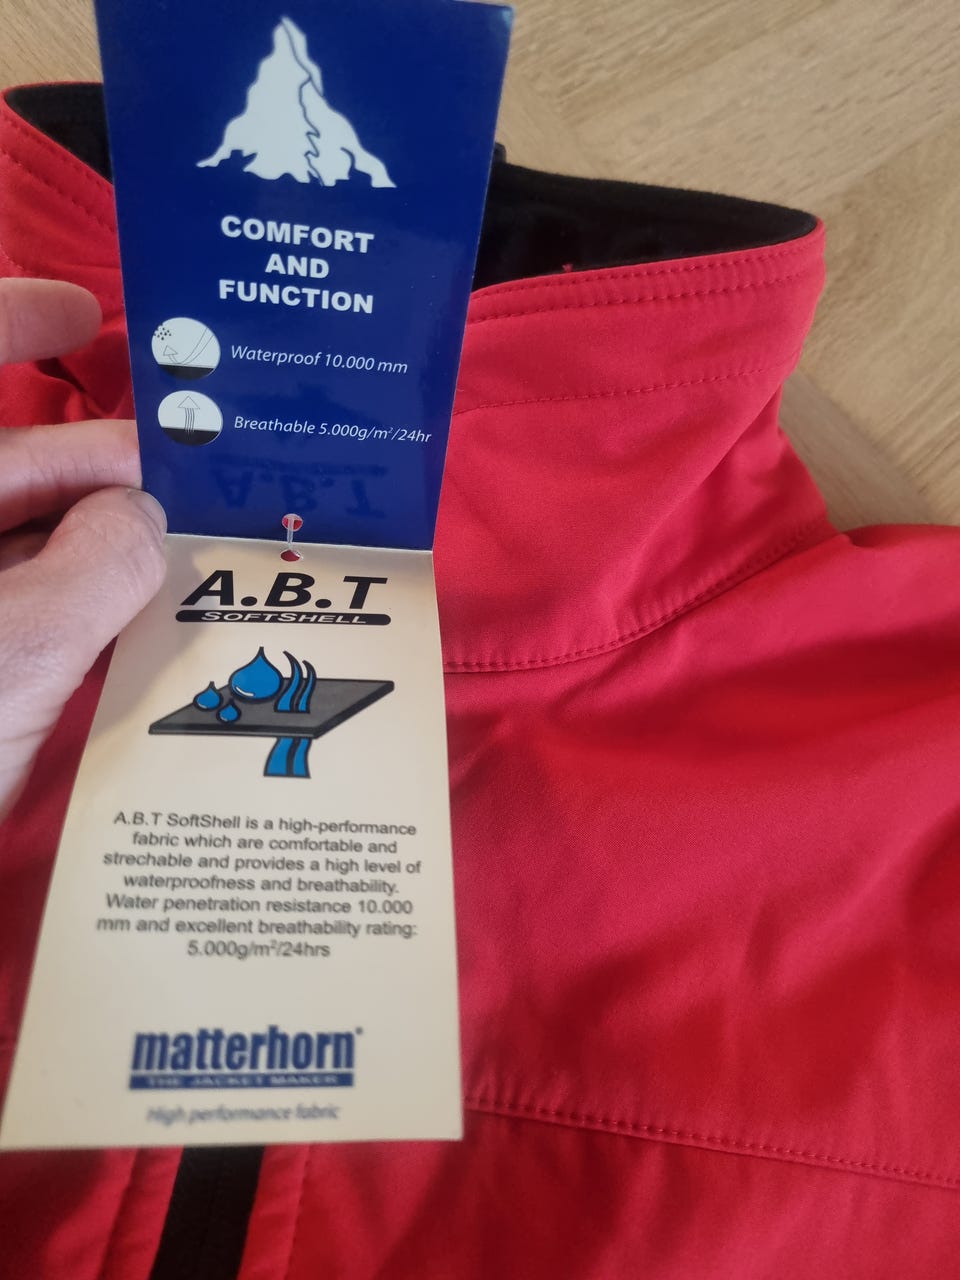 COMFORT
AND
FUNCTION
Waterproof 10.000 mm
Breathable 5.000g/m²/24hr
A.B.T
SOFTSHELL
A.B.T SoftShell is a high-performance
fabric which are comfortable and
strechable and provides a high level of
waterproofness and breathability.
Water penetration resistance 10.000
mm and excellent breathability rating:
5.000g/m²/24hrs
matterhorn®
THE JACKET MAKER
High performance fabric